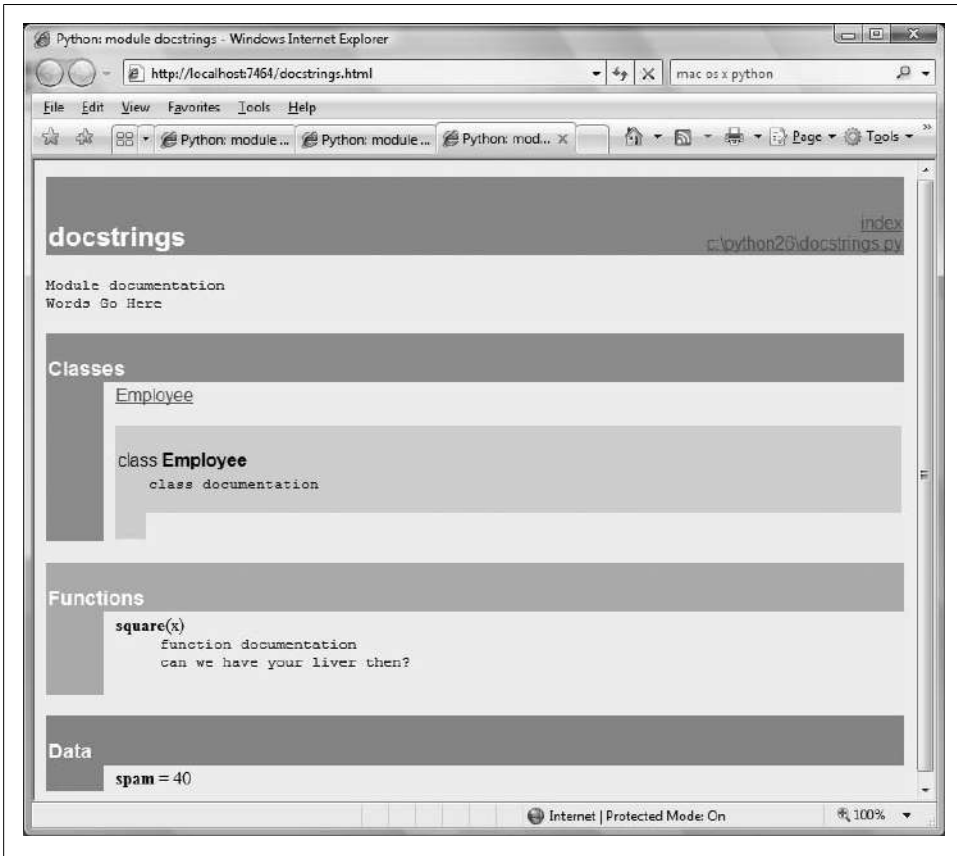 Python: module docstrings - Windows Internet Explorer
http://localhost:7464/docstrings.html
mac os x python
File Edit View Favorites Tools Help
Python: module ... Python: module ... Python: mod... Page Tools
docstrings
index
c:\python26\docstrings.py
Module documentation
Words Go Here
Classes
Employee
class Employee
class documentation
Functions
square(x)
function documentation
can we have your liver then?
Data
spam = 40
Internet | Protected Mode: On 100%